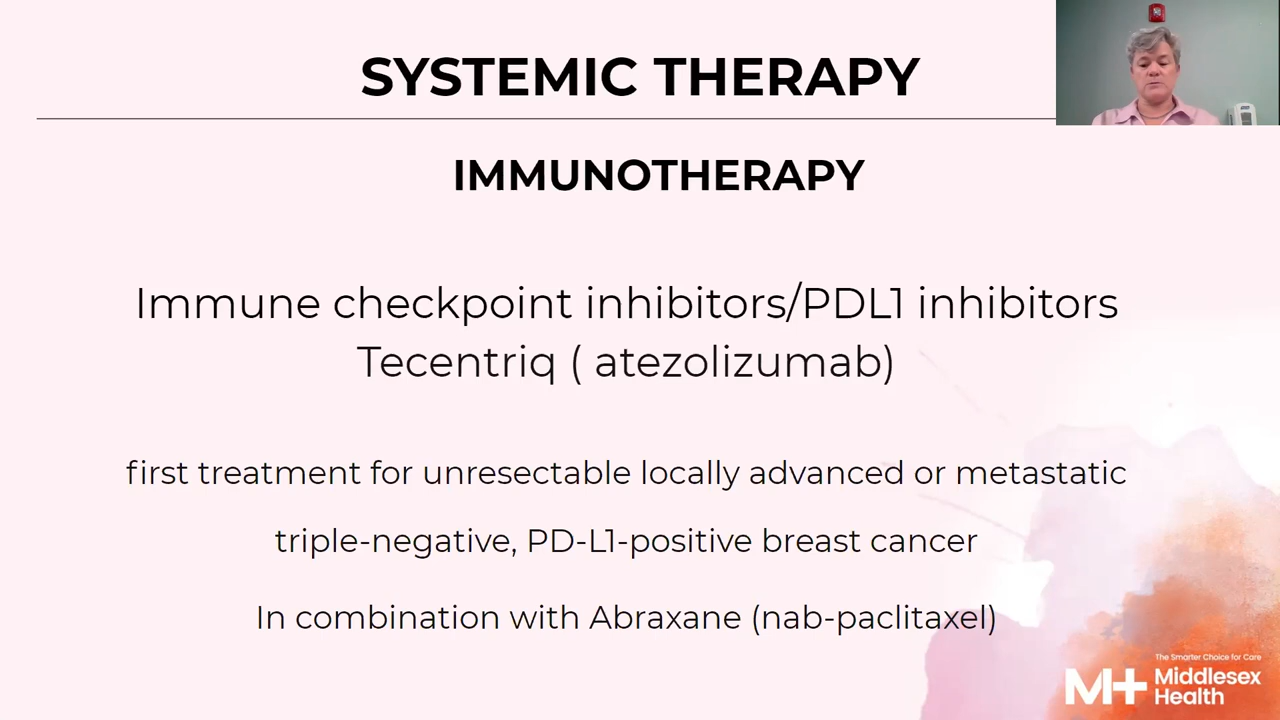 SYSTEMIC THERAPY
IMMUNOTHERAPY
Immune checkpoint inhibitors/PDL1 inhibitors
Tecentriq ( atezolizumab)
first treatment for unresectable locally advanced or metastatic
triple-negative, PD-L1-positive breast cancer
In combination with Abraxane (nab-paclitaxel)
The Smarter Choice for Care
M+ Middlesex
Health